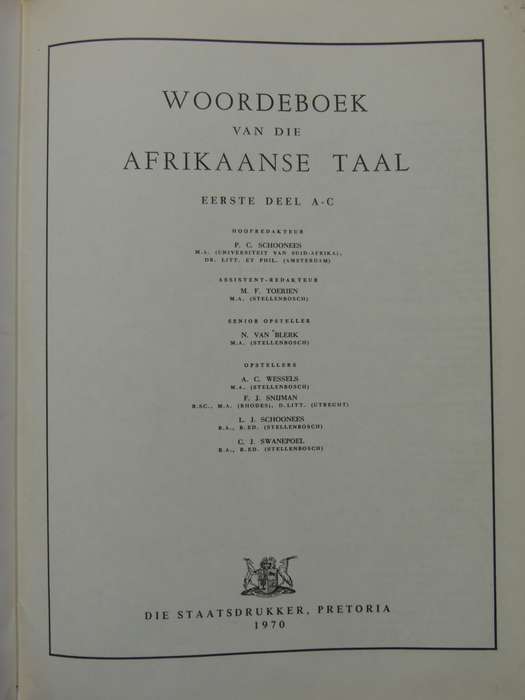 WOORDEBOEK
VAN DIE
AFRIKAANSE TAAL
EERSTE DEEL A-C
HOOFREDAKTEUR
P. C. SCHOONEES
M.A. (UNIVERSITEIT VAN SUID-AFRIKA),
DR. LITT. ET PHIL. (AMSTERDAM)
ASSISTENT-REDAKTEUR
M. F. TOERIEN
M.A. (STELLENBOSCH)
SENIOR OPSTELLER
N. VAN BLERK
M.A. (STELLENBOSCH)
OPSTELLERS
A. C. WESSELS
M.A. (STELLENBOSCH)
F. J. SNIJMAN
B.SC., M.A. (RHODES), D.LITT. (UTRECHT)
L. J. SCHOONEES
B.A., B.ED. (STELLENBOSCH)
C. J. SWANEPOEL
B.A., B.ED. (STELLENBOSCH)
DIE STAATSDRUKKER, PRETORIA
1970